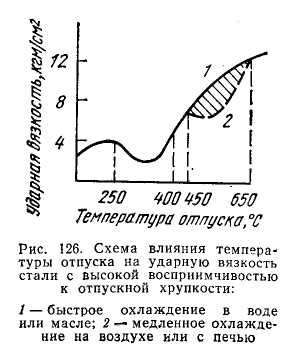 Ударная вязкость, кгм/см²
12
8
4
1
2
250
400
450
650
Температура отпуска, °С
Рис. 126. Схема влияния темпера-
туры отпуска на ударную вязкость
стали с высокой восприимчивостью
к отпускной хрупкости:
1 — быстрое охлаждение в воде
или масле; 2 — медленное охлажде-
ние на воздухе или с печью